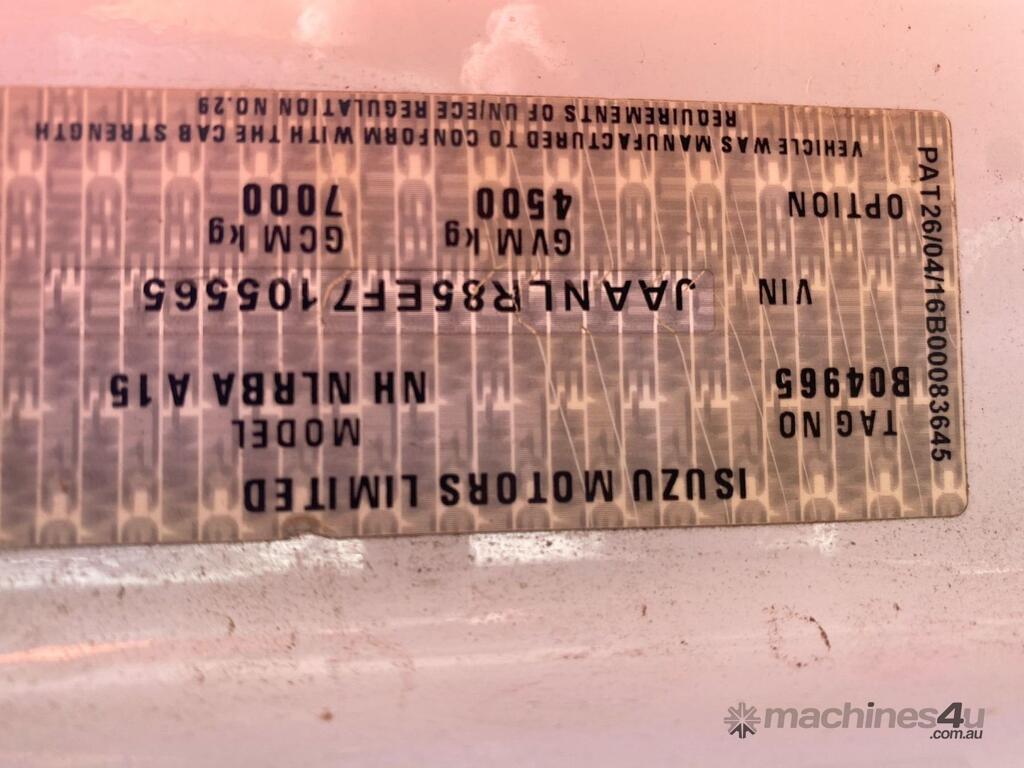 ISUZU MOTORS LIMITED
TAG NO MODEL
B04965 NH NLRBA A 15
VIN JAANLR85EF7105565
GVM kg GCM kg
OPTION 4500 7000
VEHICLE WAS MANUFACTURED TO CONFORM WITH THE CAB STRENGTH
REQUIREMENTS OF UN/ECE REGULATION NO.29
PAT26/04/16B00083645
machines4u
.com.au